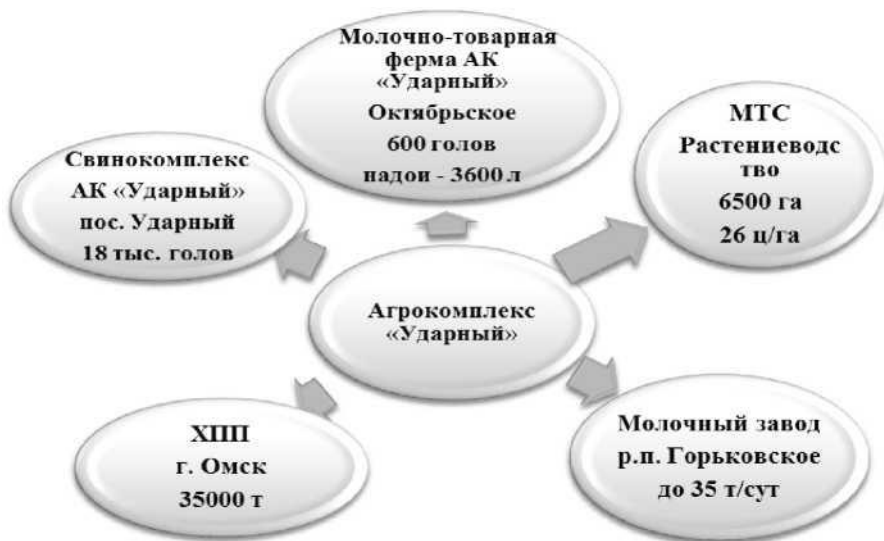 Молочно-товарная
ферма АК
«Ударный»
Октябрьское
600 голов
надои - 3600 л
МТС
Растениеводс
тво
6500 га
26 ц/га
Свинокомплекс
АК «Ударный»
пос. Ударный
18 тыс. голов
Агрокомплекс
«Ударный»
ХПП
г. Омск
35000 т
Молочный завод
р.п. Горьковское
до 35 т/сут